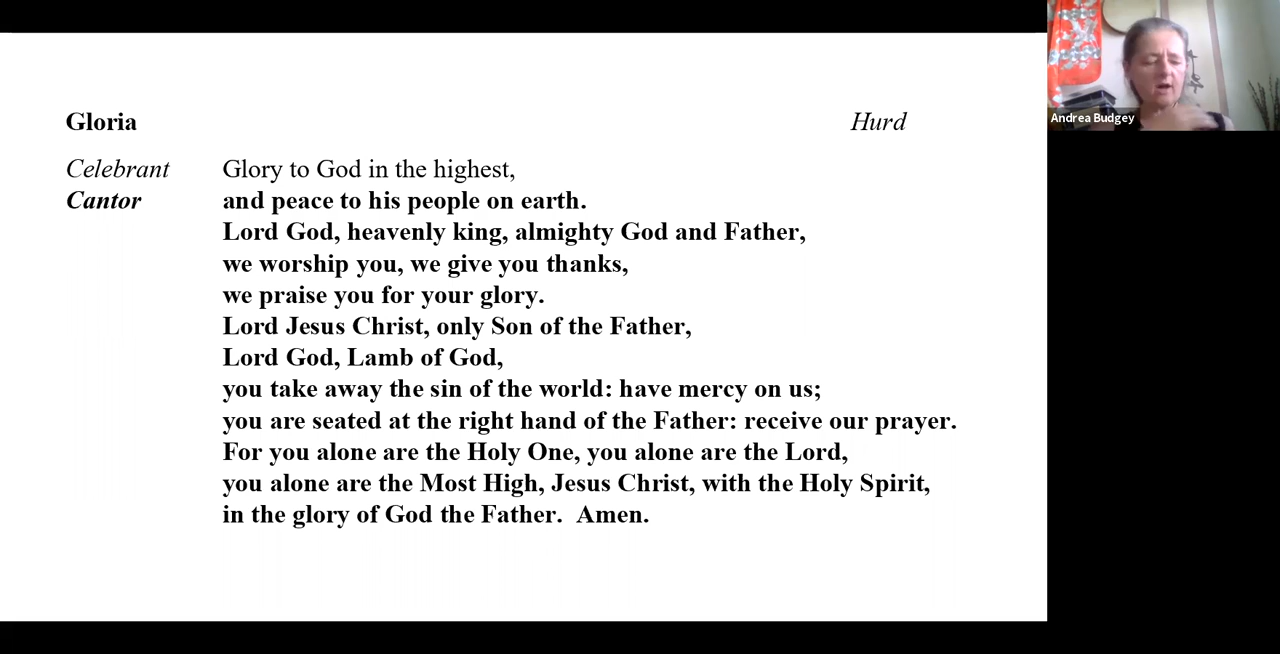 Gloria Hurd
Celebrant Glory to God in the highest,
Cantor and peace to his people on earth.
Lord God, heavenly king, almighty God and Father,
we worship you, we give you thanks,
we praise you for your glory.
Lord Jesus Christ, only Son of the Father,
Lord God, Lamb of God,
you take away the sin of the world: have mercy on us;
you are seated at the right hand of the Father: receive our prayer.
For you alone are the Holy One, you alone are the Lord,
you alone are the Most High, Jesus Christ, with the Holy Spirit,
in the glory of God the Father.  Amen.
Andrea Budgey